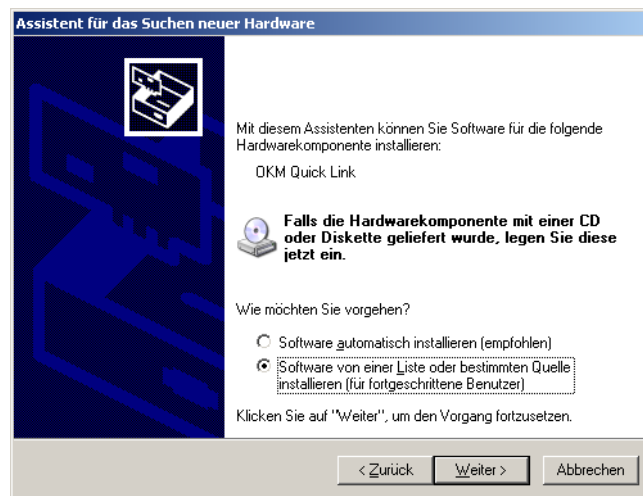 Assistent für das Suchen neuer Hardware
Mit diesem Assistenten können Sie Software für die folgende
Hardwarekomponente installieren:
OKM Quick Link
Falls die Hardwarekomponente mit einer CD
oder Diskette geliefert wurde, legen Sie diese
jetzt ein.
Wie möchten Sie vorgehen?
Software automatisch installieren (empfohlen)
Software von einer Liste oder bestimmten Quelle
installieren (für fortgeschrittene Benutzer)
Klicken Sie auf "Weiter", um den Vorgang fortzusetzen.
< Zurück Weiter > Abbrechen